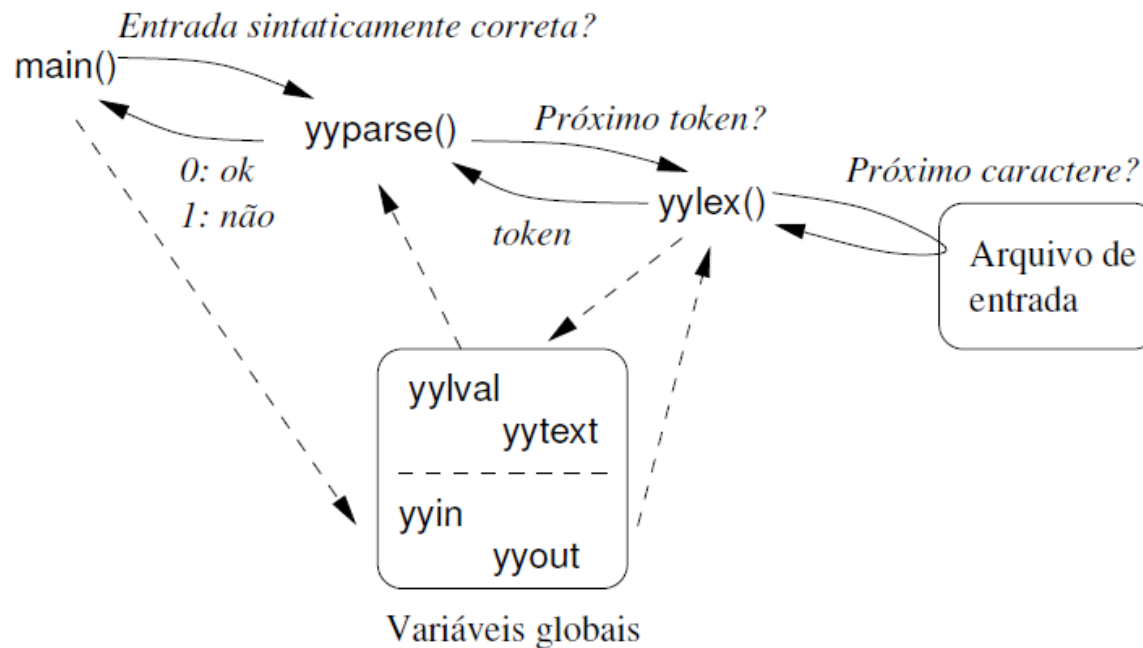 Entrada sintaticamente correta?
main()
yyparse()
Próximo token?
0: ok
1: não
token
yylex()
Próximo caractere?
Arquivo de
entrada
yylval
yytext
yyin
yyout
Variáveis globais